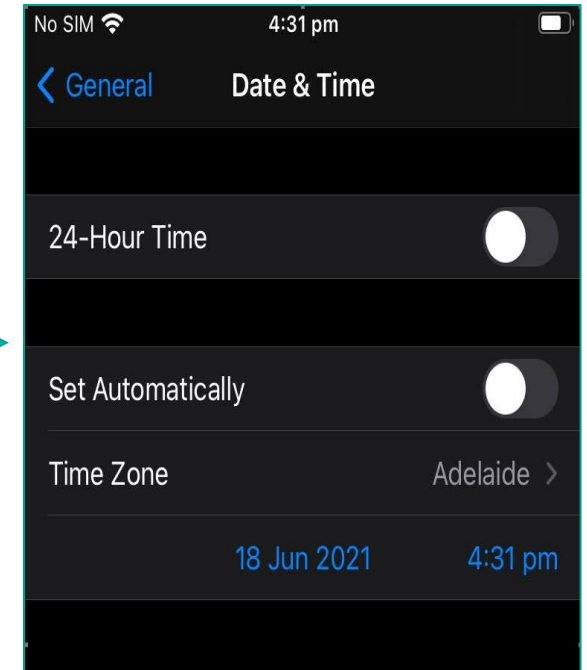 No SIM 4:31 pm
General Date & Time
24-Hour Time
Set Automatically
Time Zone Adelaide
18 Jun 2021 4:31 pm